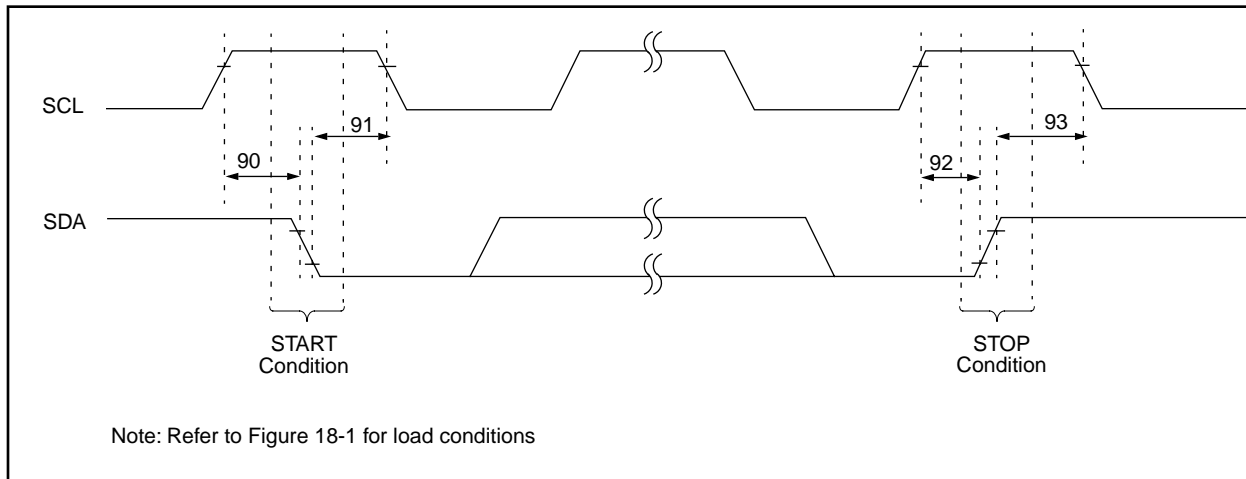 SCL
91
93
90
92
SDA
START
Condition
STOP
Condition
Note: Refer to Figure 18-1 for load conditions